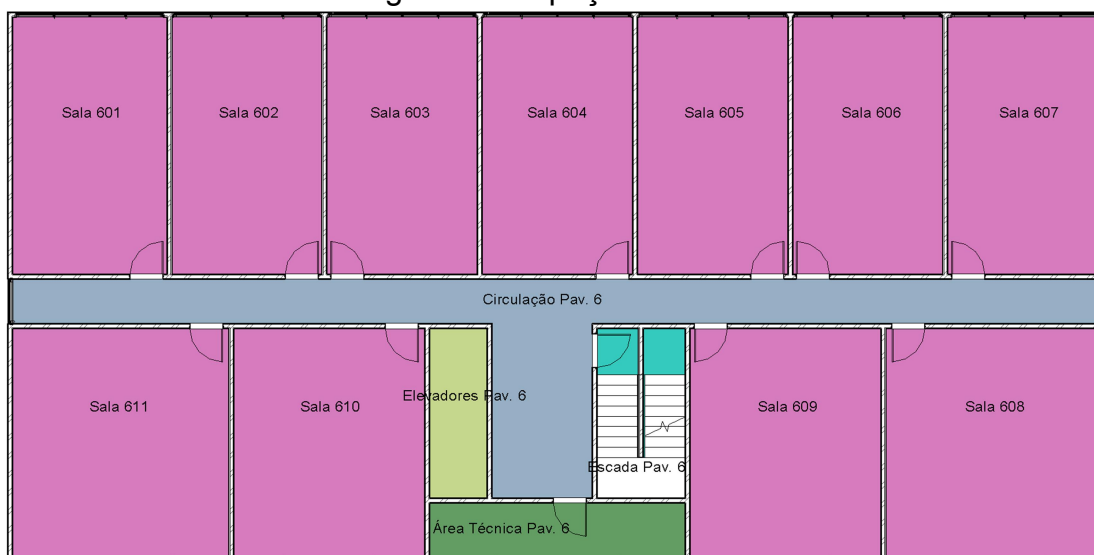 Sala 601
Sala 602
Sala 603
Sala 604
Sala 605
Sala 606
Sala 607
Circulação Pav. 6
Sala 611
Sala 610
Elevadores Pav. 6
Sala 609
Sala 608
Escada Pav. 6
Área Técnica Pav. 6